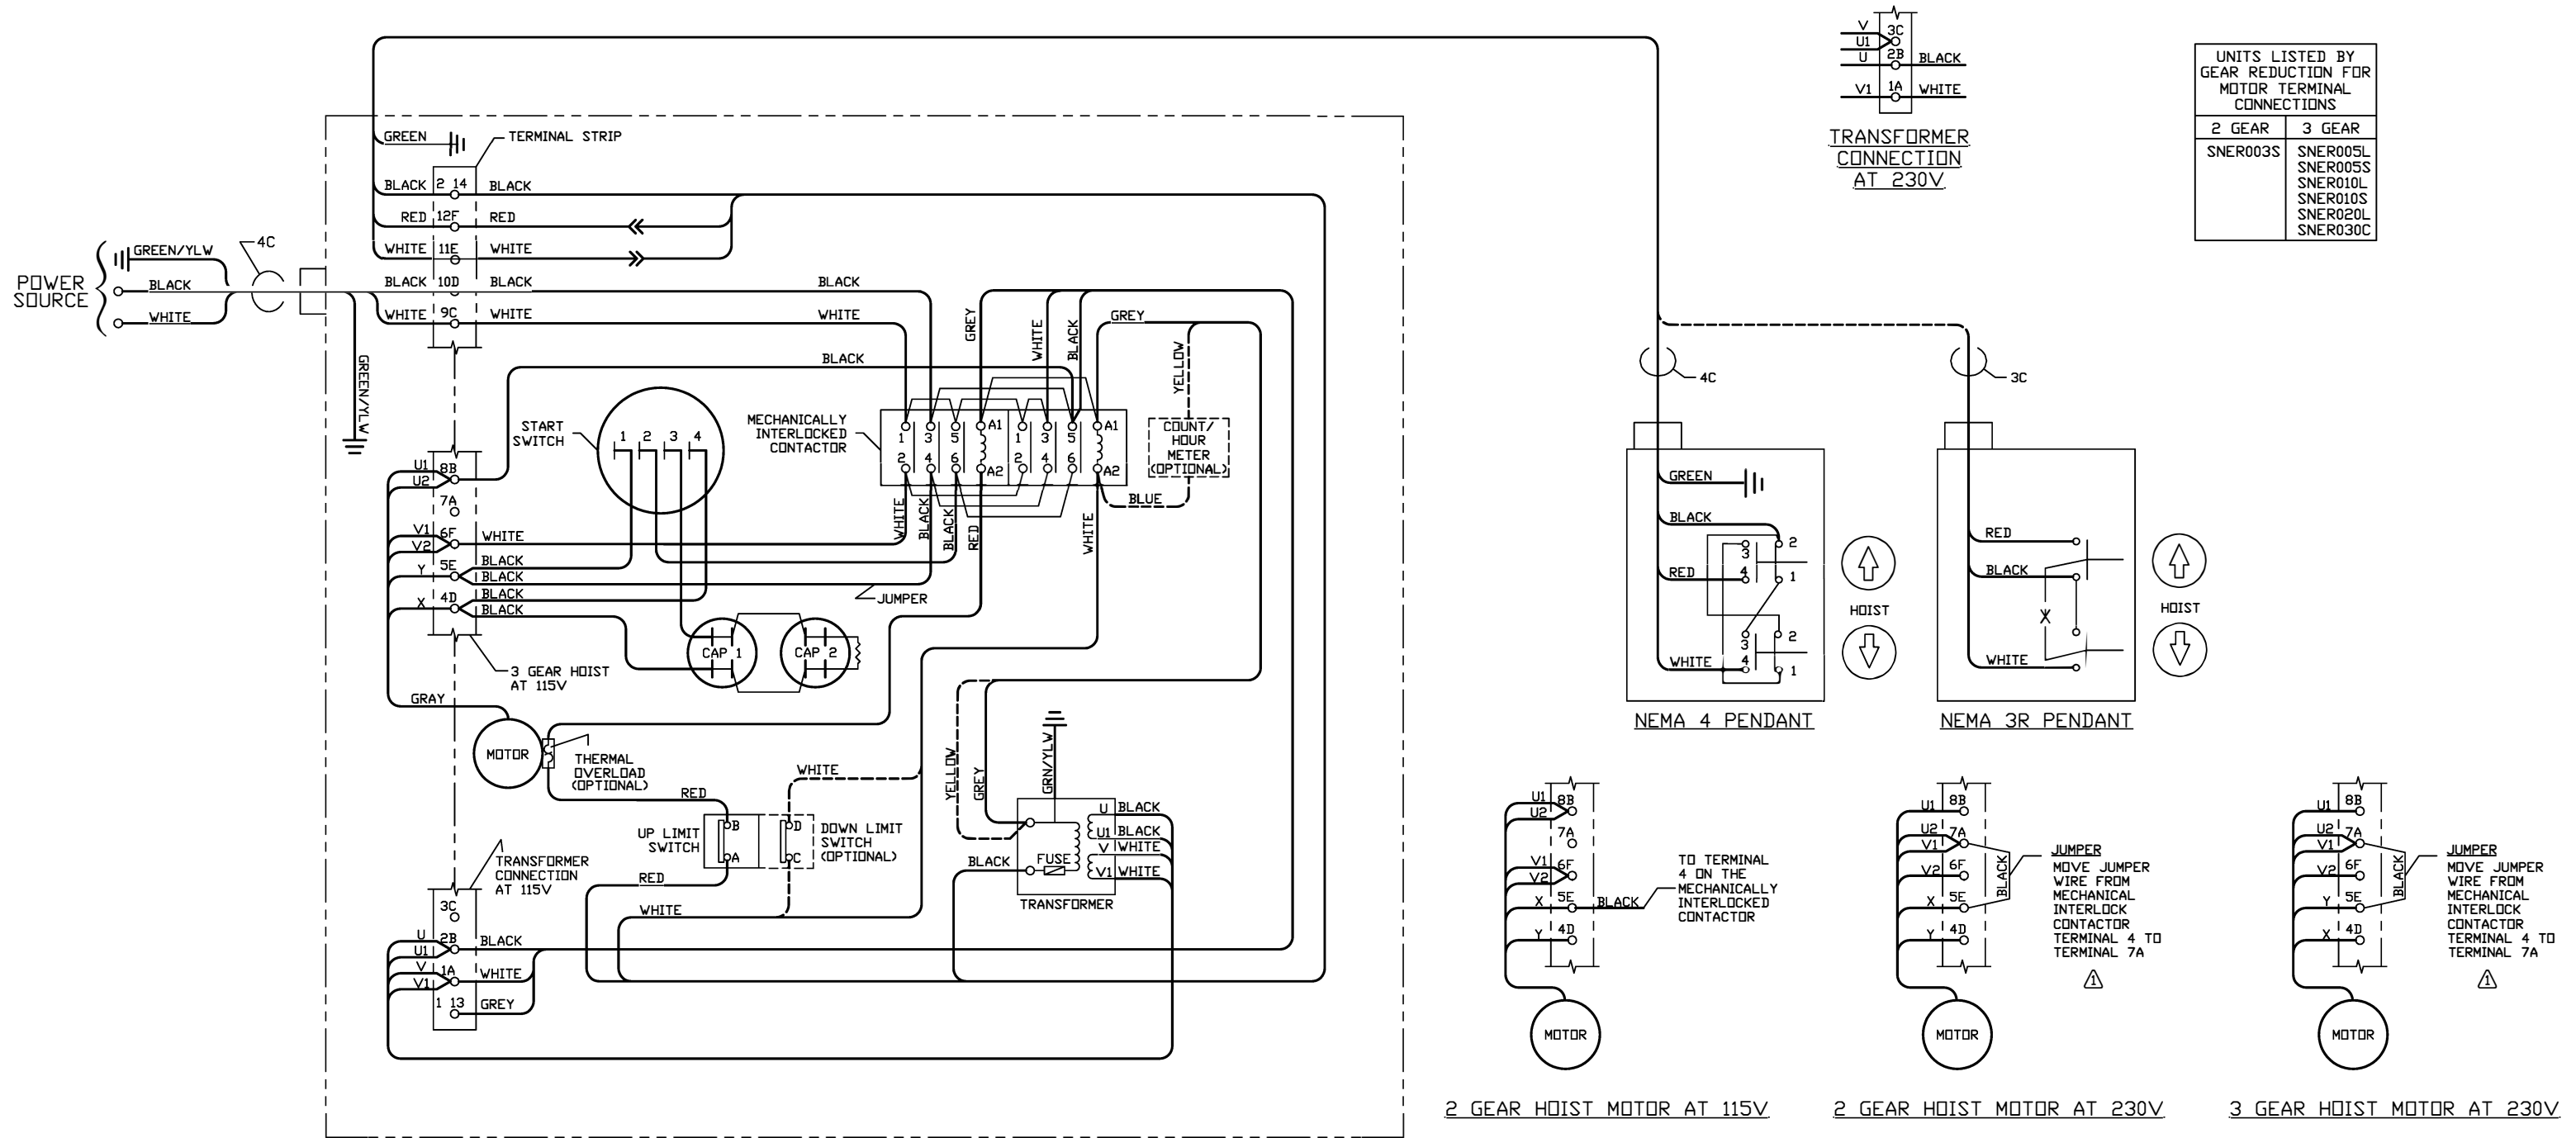 POWER
SOURCE
GREEN/YLW
BLACK
WHITE
4C
GREEN
TERMINAL STRIP
BLACK 2 14 BLACK
RED 12F RED
WHITE 11E WHITE
BLACK 10D BLACK
BLACK
WHITE 9C WHITE
WHITE
GREEN/YLW
BLACK
GREY
WHITE
BLACK
GREY
YELLOW
START
SWITCH
1 2 3 4
MECHANICALLY
INTERLOCKED
CONTACTOR
1 3 5 A1 1 3 5 A1
2 4 6 A2 2 4 6 A2
COUNT/
HOUR
METER
(OPTIONAL)
BLUE
U1 8B
U2
7A
V1 6F
V2
WHITE
Y 5E
BLACK
BLACK
X 4D
BLACK
BLACK
WHITE
BLACK
BLACK
RED
WHITE
JUMPER
CAP 1
CAP 2
3 GEAR HOIST
AT 115V
GRAY
MOTOR
THERMAL
OVERLOAD
(OPTIONAL)
RED
WHITE
UP LIMIT
SWITCH
B
A
D
C
DOWN LIMIT
SWITCH
(OPTIONAL)
RED
WHITE
YELLOW
GREY
GRN/YLW
BLACK
FUSE
U BLACK
U1 BLACK
V WHITE
V1 WHITE
TRANSFORMER
TRANSFORMER
CONNECTION
AT 115V
3C
U 2B BLACK
U1
V 1A WHITE
V1
1 13 GREY
V 3C
U1
U 2B BLACK
V1 1A WHITE
TRANSFORMER
CONNECTION
AT 230V
UNITS LISTED BY
GEAR REDUCTION FOR
MOTOR TERMINAL
CONNECTIONS
2 GEAR 3 GEAR
SNER003S SNER005L
SNER005S
SNER010L
SNER010S
SNER020L
SNER030C
4C
GREEN
BLACK
RED
WHITE
3 2
4 1
3 2
4 1
HOIST
NEMA 4 PENDANT
3C
RED
BLACK
WHITE
X
HOIST
NEMA 3R PENDANT
U1 8B
U2
7A
V1 6F
V2
X 5E BLACK
Y 4D
TO TERMINAL
4 ON THE
MECHANICALLY
INTERLOCKED
CONTACTOR
MOTOR
2 GEAR HOIST MOTOR AT 115V
U1 8B
U2 7A
V1
V2 6F
X 5E
Y 4D
BLACK
JUMPER
MOVE JUMPER
WIRE FROM
MECHANICAL
INTERLOCK
CONTACTOR
TERMINAL 4 TO
TERMINAL 7A
1
MOTOR
2 GEAR HOIST MOTOR AT 230V
U1 8B
U2 7A
V1
V2 6F
Y 5E
X 4D
BLACK
JUMPER
MOVE JUMPER
WIRE FROM
MECHANICAL
INTERLOCK
CONTACTOR
TERMINAL 4 TO
TERMINAL 7A
1
MOTOR
3 GEAR HOIST MOTOR AT 230V